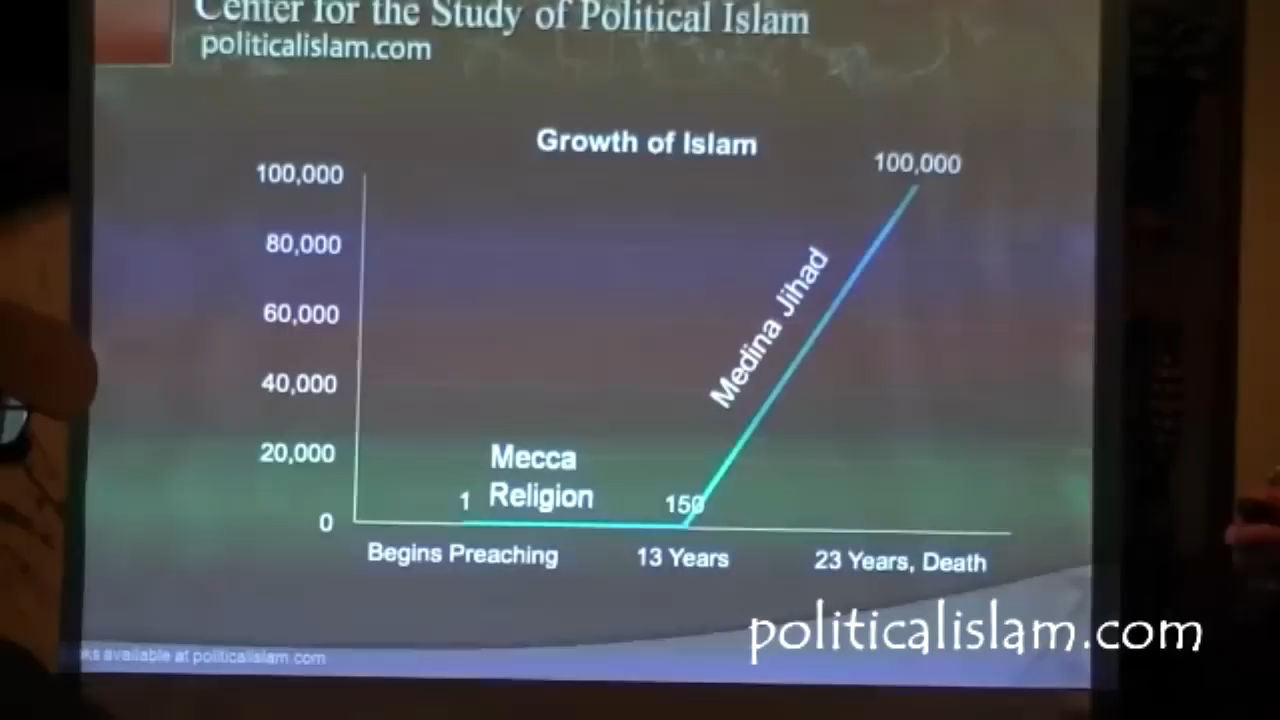 Center for the Study of Political Islam
politicalislam.com
Growth of Islam
100,000
100,000
80,000
Medina Jihad
60,000
40,000
20,000
Mecca
Religion
1
150
0
Begins Preaching
13 Years
23 Years, Death
politicalislam.com
available at politicalislam.com